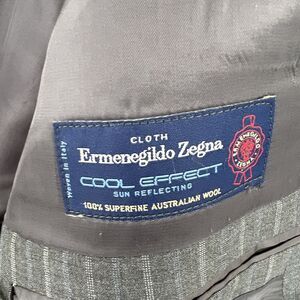 CLOTH
Ermenegildo Zegna
COOL EFFECT
SUN REFLECTING
100% SUPERFINE AUSTRALIAN WOOL
Woven in Italy